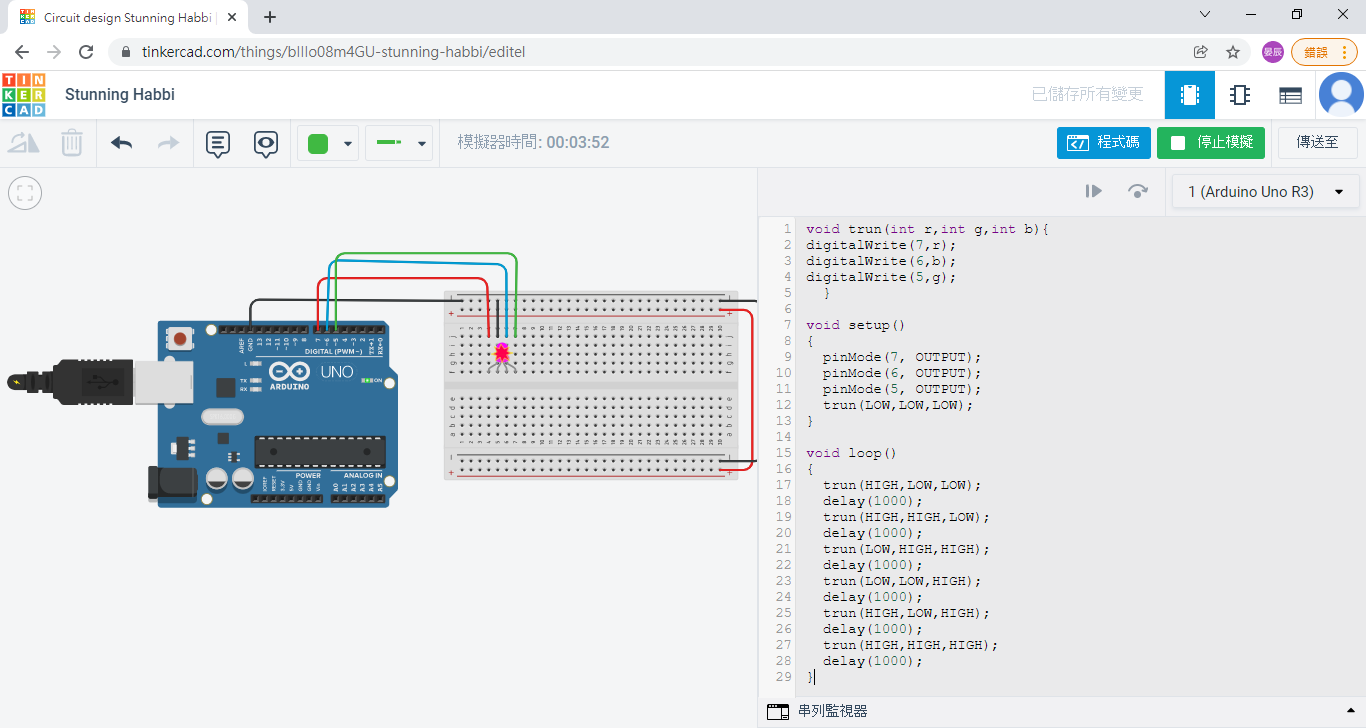 Circuit design Stunning Habbi |
tinkercad.com/things/blllo08m4GU-stunning-habbi/editel
晏辰
錯誤
TIN
KER
CAD
Stunning Habbi
已儲存所有變更
模擬器時間: 00:03:52
程式碼
停止模擬
傳送至
1 (Arduino Uno R3)
AREF
GND
13
12
~11
~10
~9
8
7
~6
~5
4
~3
2
TX→1
RX←0
DIGITAL (PWM~)
L
TX
RX
UNO
ARDUINO
ON
POWER
ANALOG IN
IOREF
RESET
3.3V
5V
GND
GND
Vin
A0
A1
A2
A3
A4
A5
1 void trun(int r,int g,int b){
2 digitalWrite(7,r);
3 digitalWrite(6,b);
4 digitalWrite(5,g);
5 }
6
7 void setup()
8 {
9 pinMode(7, OUTPUT);
10 pinMode(6, OUTPUT);
11 pinMode(5, OUTPUT);
12 trun(LOW,LOW,LOW);
13 }
14
15 void loop()
16 {
17 trun(HIGH,LOW,LOW);
18 delay(1000);
19 trun(HIGH,HIGH,LOW);
20 delay(1000);
21 trun(LOW,HIGH,HIGH);
22 delay(1000);
23 trun(LOW,LOW,HIGH);
24 delay(1000);
25 trun(HIGH,LOW,HIGH);
26 delay(1000);
27 trun(HIGH,HIGH,HIGH);
28 delay(1000);
29 }
串列監視器